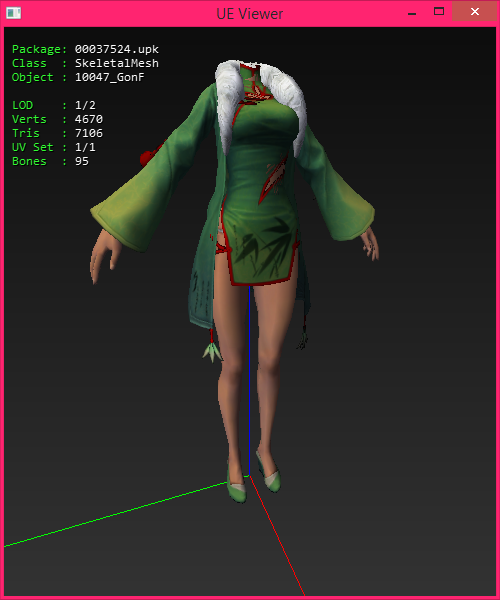 UE Viewer
Package: 00037524.upk
Class  : SkeletalMesh
Object : 10047_GonF
LOD    : 1/2
Verts  : 4670
Tris   : 7106
UV Set : 1/1
Bones  : 95